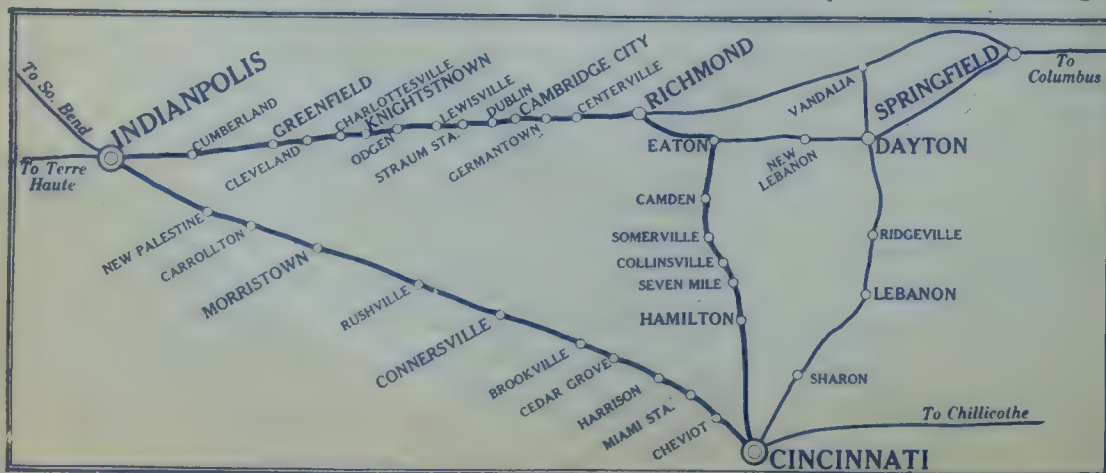 To So. Bend
INDIANPOLIS
To Terre
Haute
CUMBERLAND
GREENFIELD
CLEVELAND
CHARLOTTESVILLE
KNIGHTSTNOWN
ODGEN
LEWISVILLE
STRAUM STA.
DUBLIN
CAMBRIDGE CITY
GERMANTOWN
CENTERVILLE
RICHMOND
VANDALIA
SPRINGFIELD
To
Columbus
EATON
NEW
LEBANON
DAYTON
CAMDEN
SOMERVILLE
COLLINSVILLE
SEVEN MILE
HAMILTON
RIDGEVILLE
LEBANON
SHARON
NEW PALESTINE
CARROLLTON
MORRISTOWN
RUSHVILLE
CONNERSVILLE
BROOKVILLE
CEDAR GROVE
HARRISON
MIAMI STA.
CHEVIOT
To Chillicothe
CINCINNATI